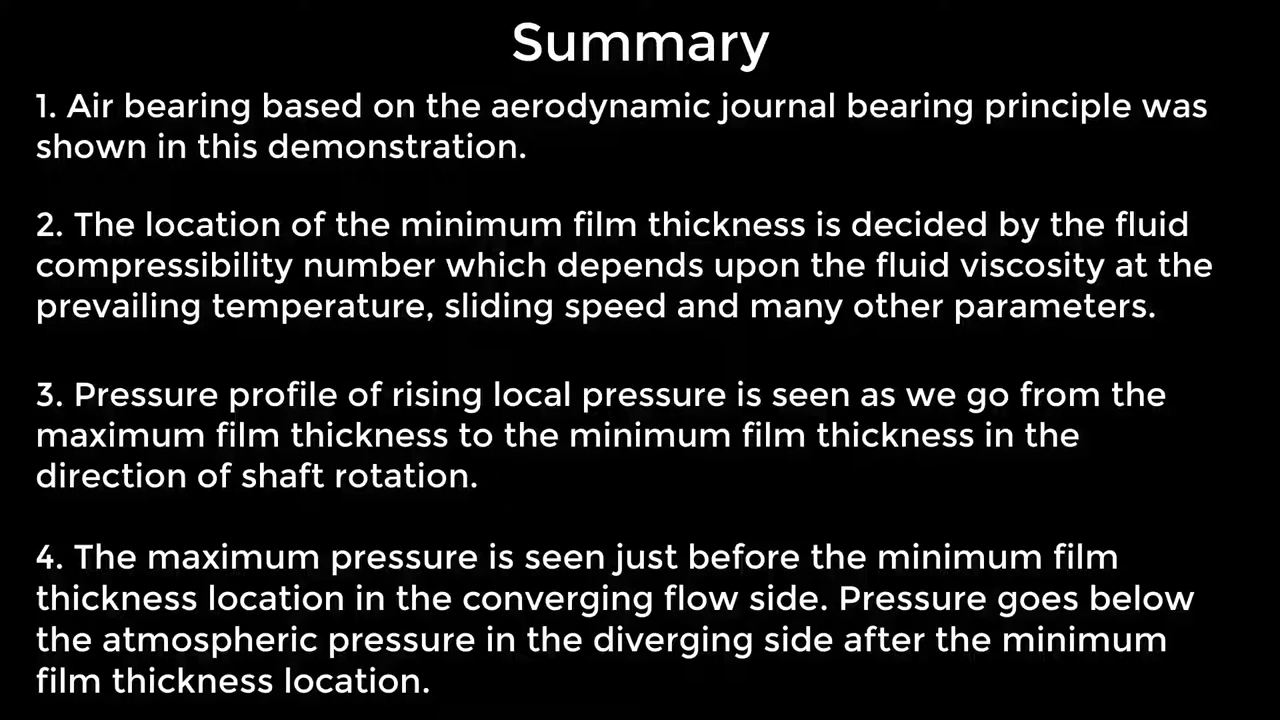 Summary
1. Air bearing based on the aerodynamic journal bearing principle was
shown in this demonstration.
2. The location of the minimum film thickness is decided by the fluid
compressibility number which depends upon the fluid viscosity at the
prevailing temperature, sliding speed and many other parameters.
3. Pressure profile of rising local pressure is seen as we go from the
maximum film thickness to the minimum film thickness in the
direction of shaft rotation.
4. The maximum pressure is seen just before the minimum film
thickness location in the converging flow side. Pressure goes below
the atmospheric pressure in the diverging side after the minimum
film thickness location.